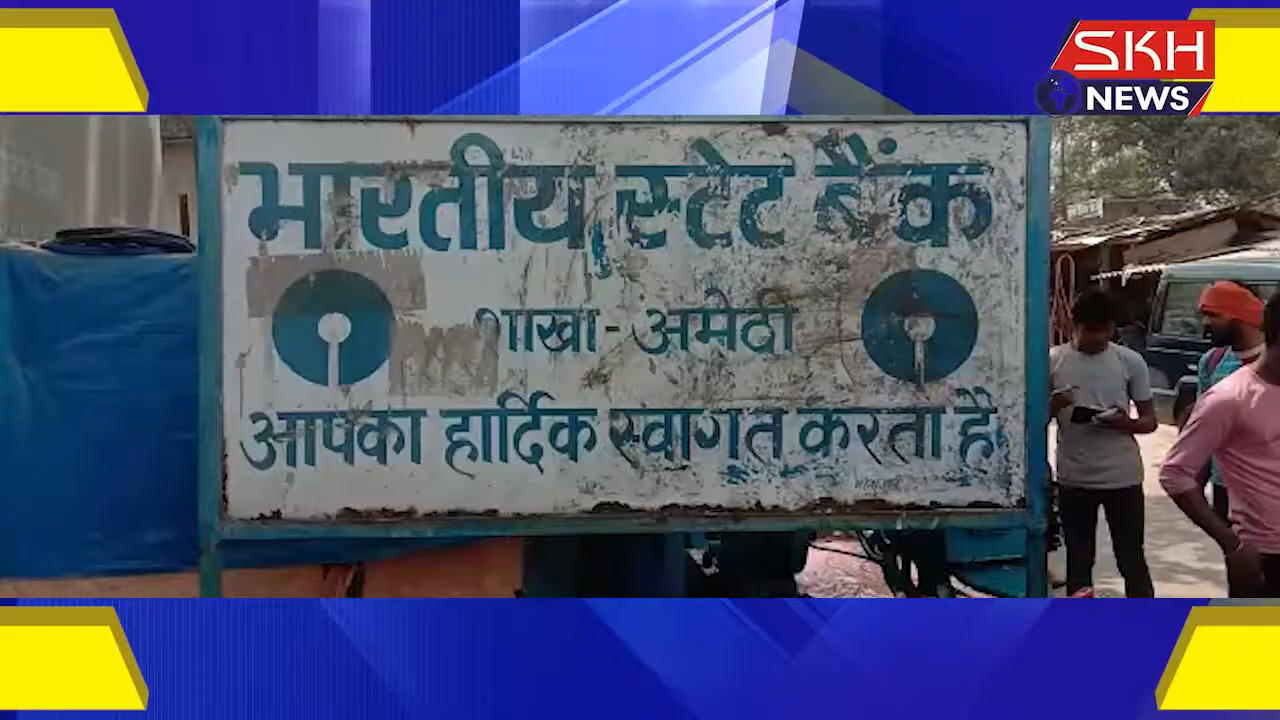 SKH
NEWS
भारतीय स्टेट बैंक
शाखा - अमेदी
आपका हार्दिक स्वागत करता है